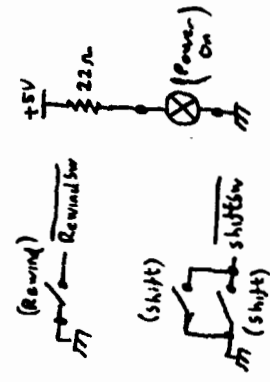 +5V
22Ω
(Power
on)
(Rewind)
RewindSw
(Shift)
ShiftSw
(Shift)